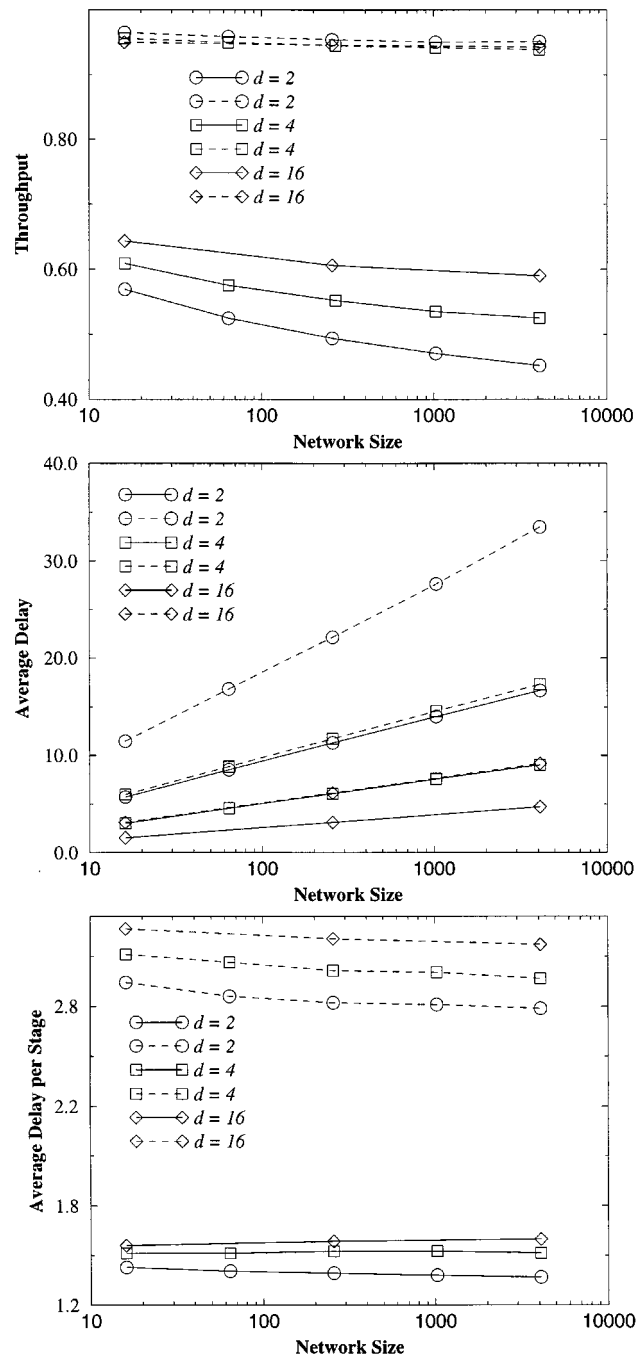 Throughput
0.80
0.60
0.40
d = 2
d = 2
d = 4
d = 4
d = 16
d = 16
10
100
1000
10000
Network Size
Average Delay
40.0
30.0
20.0
10.0
0.0
d = 2
d = 2
d = 4
d = 4
d = 16
d = 16
10
100
1000
10000
Network Size
Average Delay per Stage
2.8
2.2
1.8
1.2
d = 2
d = 2
d = 4
d = 4
d = 16
d = 16
10
100
1000
10000
Network Size